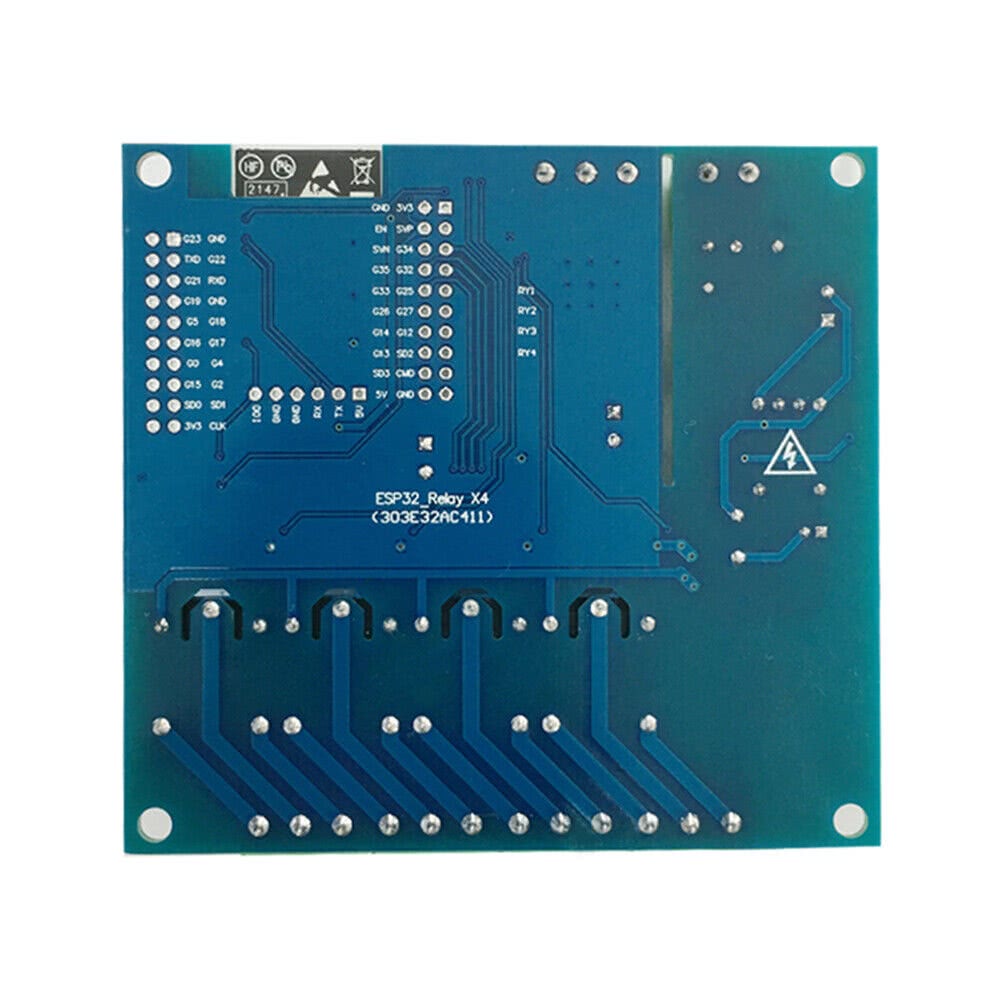 HF Pb
2147
GND 3V3
EN SVP
SVN G34
G35 G32
G33 G25
G26 G27
G14 G12
G13 SD2
SD3 CMD
5V GND
G23 GND
TXD G22
G21 RXD
G19 GND
G5 G18
G16 G17
G0 G4
G15 G2
SD0 SD1
3V3 CLK
RY1
RY2
RY3
RY4
IO0
GND
GND
RX
TX
5V
ESP32_Relay X4
(303E32AC411)